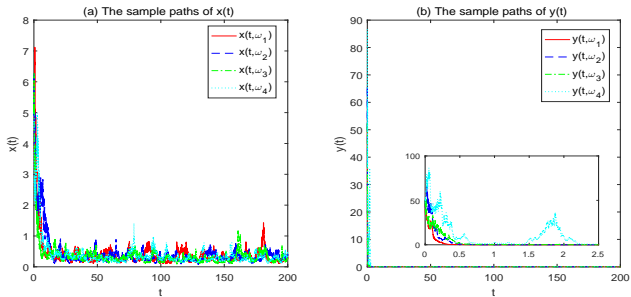 (a) The sample paths of x(t)
8
7
6
5
4
3
2
1
0
x(t)
0
50
100
150
200
t
x(t,ω1)
x(t,ω2)
x(t,ω3)
x(t,ω4)
(b) The sample paths of y(t)
90
80
70
60
50
40
30
20
10
0
y(t)
0
50
100
150
200
t
y(t,ω1)
y(t,ω2)
y(t,ω3)
y(t,ω4)
100
50
0
0
0.5
1
1.5
2
2.5